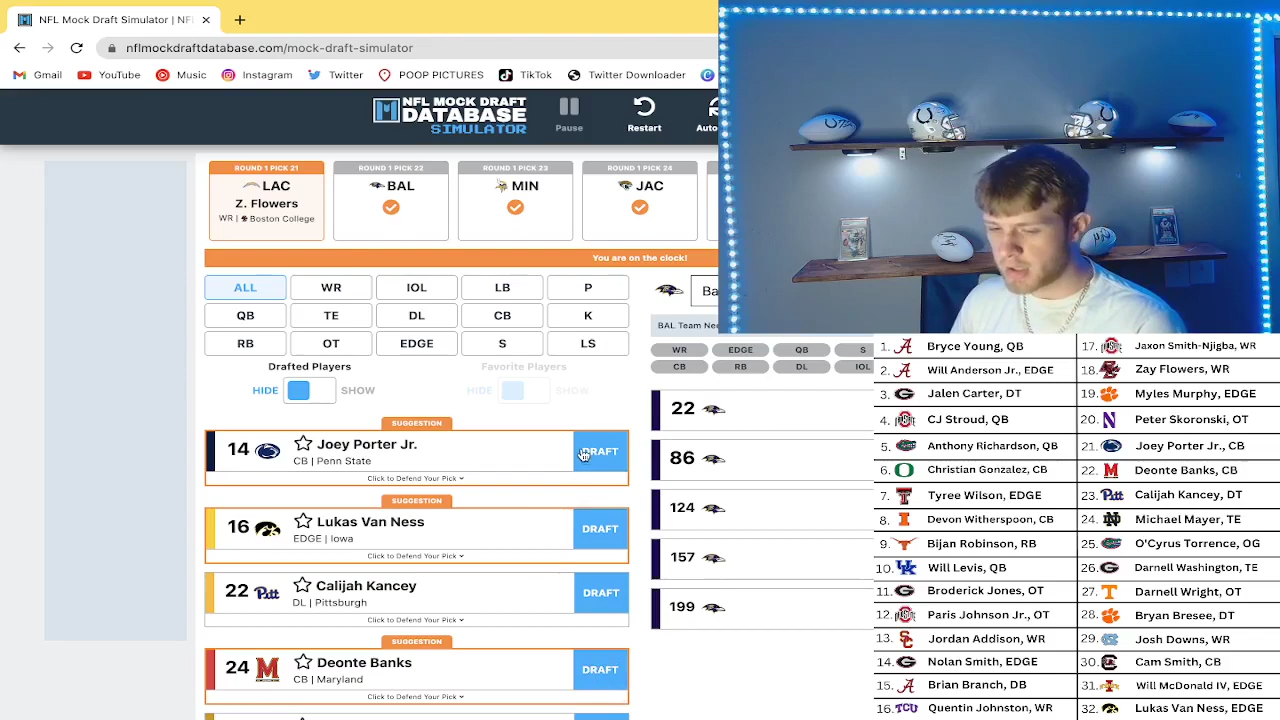 NFL Mock Draft Simulator | NFL
nflmockdraftdatabase.com/mock-draft-simulator
Gmail YouTube Music Instagram Twitter POOP PICTURES TikTok Twitter Downloader
NFL MOCK DRAFT
DATABASE
SIMULATOR
Pause Restart Auto
ROUND 1 PICK 21 ROUND 1 PICK 22 ROUND 1 PICK 23 ROUND 1 PICK 24
LAC BAL MIN JAC
Z. Flowers
WR | Boston College
You are on the clock!
ALL WR IOL LB P
QB TE DL CB K
RB OT EDGE S LS
Drafted Players Favorite Players
HIDE SHOW HIDE SHOW
SUGGESTION
14 Joey Porter Jr. DRAFT
CB | Penn State
Click to Defend Your Pick
SUGGESTION
16 Lukas Van Ness DRAFT
EDGE | Iowa
Click to Defend Your Pick
22 Pitt Calijah Kancey DRAFT
DL | Pittsburgh
Click to Defend Your Pick
SUGGESTION
24 M Deonte Banks DRAFT
CB | Maryland
Click to Defend Your Pick
Ba
BAL Team Nee
WR EDGE QB S
CB RB DL IOL
22
86
124
157
199
1. Bryce Young, QB
2. Will Anderson Jr., EDGE
3. Jalen Carter, DT
4. CJ Stroud, QB
5. Anthony Richardson, QB
6. Christian Gonzalez, CB
7. Tyree Wilson, EDGE
8. Devon Witherspoon, CB
9. Bijan Robinson, RB
10. Will Levis, QB
11. Broderick Jones, OT
12. Paris Johnson Jr, OT
13. Jordan Addison, WR
14. Nolan Smith, EDGE
15. Brian Branch, DB
16. TCU Quentin Johnston, WR
17. Jaxon Smith-Njigba, WR
18. Zay Flowers, WR
19. Myles Murphy, EDGE
20. Peter Skoronski, OT
21. Joey Porter Jr., CB
22. Deonte Banks, CB
23. Pitt Calijah Kancey, DT
24. Michael Mayer, TE
25. O'Cyrus Torrence, OG
26. Darnell Washington, TE
27. Darnell Wright, OT
28. Bryan Bresee, DT
29. Josh Downs, WR
30. Cam Smith, CB
31. Will McDonald IV, EDGE
32. Lukas Van Ness, EDGE